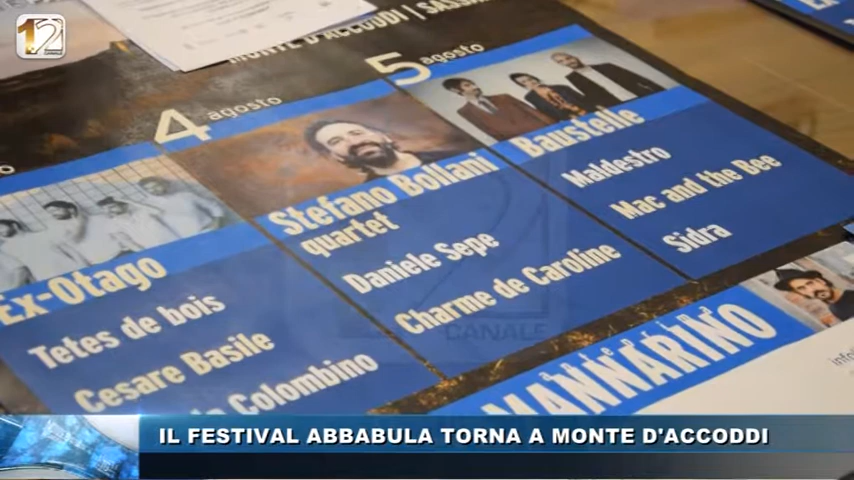 12
MONTE D'ACCODDI | SASSA
4 agosto
5 agosto
Ex-Otago
Tetes de bois
Cesare Basile
Colombino
Stefano Bollani
quartet
Daniele Sepe
Charme de Caroline
Baustelle
Maldestro
Mac and the Bee
Sidra
MANNARINO
CANALE
IL FESTIVAL ABBABULA TORNA A MONTE D'ACCODDI